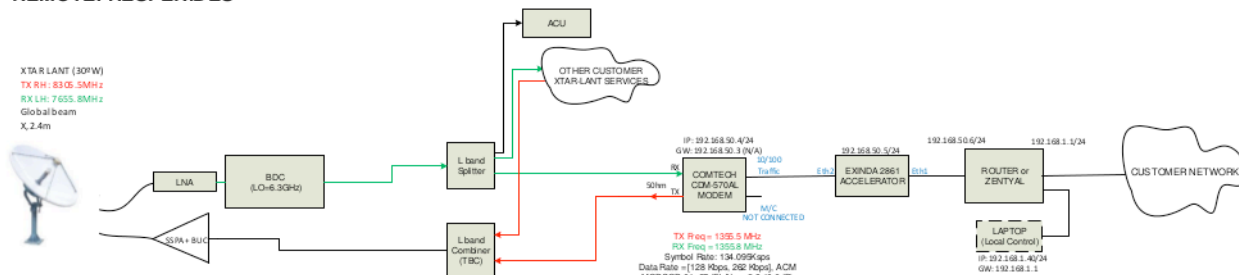 ACU
XTAR LANT (30ºW)
TX RH: 8305.5MHz
RX LH: 7655.8MHz
Global beam
X, 2.4m
OTHER CUSTOMER
XTAR-LANT SERVICES
LNA
BDC
(LO=6.3GHz)
L band
Splitter
IP: 192.168.50.4/24
GW: 192.168.50.3 (N/A)
RX
10/100
Traffic
COMTECH
CDM-570AL
MODEM
50hm
TX
M/C
NOT CONNECTED
Eth2
192.168.50.5/24
EXINDA 2861
ACCELERATOR
Eth1
192.168.50.6/24
192.168.1.1/24
ROUTER or
ZENTYAL
CUSTOMER NETWORK
SSPA + BUC
L band
Combiner
(TBC)
TX Freq = 1355.5 MHz
RX Freq = 1355.8 MHz
Symbol Rate: 134.095Ksps
Data Rate =[128 Kbps, 262 Kbps], ACM
LAPTOP
(Local Control)
IP: 192.168.1.40/24
GW: 192.168.1.1